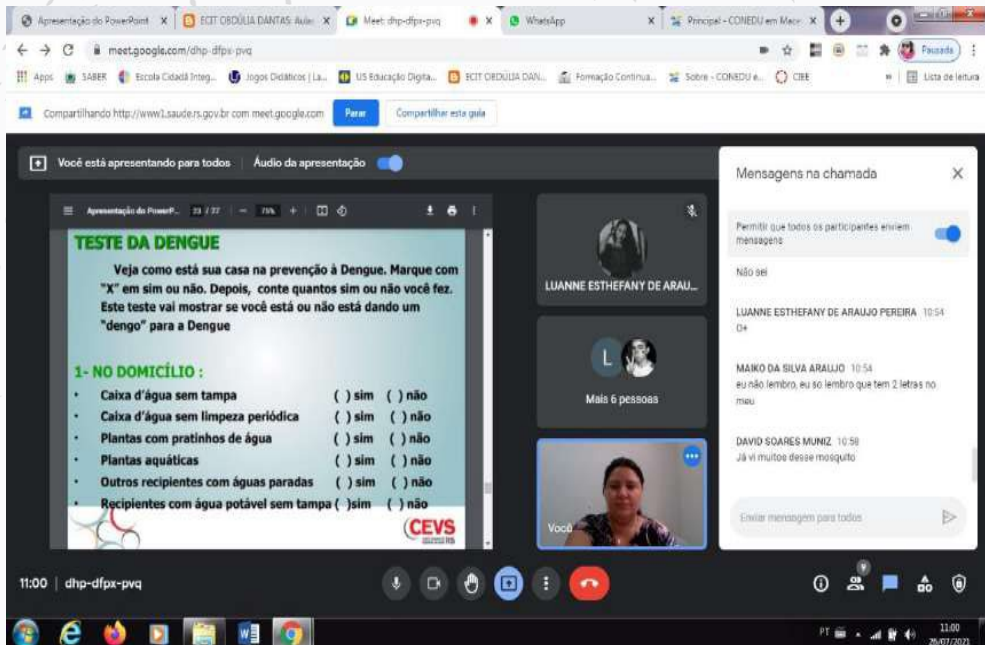 Apresentação do PowerPoint
ECIT OBDÚLIA DANTAS: Aulas
Meet: dhp-dfpx-pvq
WhatsApp
Principal - CONEDU em Mace
meet.google.com/dhp-dfpx-pvq
Pausada
Apps
SABER
Escola Cidadã Integ...
Jogos Didáticos | La...
US Educação Digita...
ECIT OBDÚLIA DAN...
Formação Continua...
Sobre - CONEDU e...
CIEE
Lista de leitura
Compartilhando http://www1.saude.rs.gov.br com meet.google.com
Parar
Compartilhar esta guia
Você está apresentando para todos
Áudio da apresentação
Apresentação do PowerP...
23 / 27
75%
TESTE DA DENGUE
Veja como está sua casa na prevenção à Dengue. Marque com
"X" em sim ou não. Depois, conte quantos sim ou não você fez.
Este teste vai mostrar se você está ou não está dando um
"dengo" para a Dengue
1- NO DOMICÍLIO :
• Caixa d'água sem tampa ( ) sim ( ) não
• Caixa d'água sem limpeza periódica ( ) sim ( ) não
• Plantas com pratinhos de água ( ) sim ( ) não
• Plantas aquáticas ( ) sim ( ) não
• Outros recipientes com águas paradas ( ) sim ( ) não
• Recipientes com água potável sem tampa ( )sim ( ) não
CEVS
LUANNE ESTHEFANY DE ARAU...
L
Mais 6 pessoas
Você
Mensagens na chamada
Permitir que todos os participantes enviem
mensagens
Não sei
LUANNE ESTHEFANY DE ARAUJO PEREIRA 10:54
O+
MAIKO DA SILVA ARAUJO 10:54
eu não lembro, eu so lembro que tem 2 letras no
meu
DAVID SOARES MUNIZ 10:58
Já vi muitos desse mosquito
Enviar mensagem para todos
11:00 | dhp-dfpx-pvq
9
PT
11:00
26/07/2021